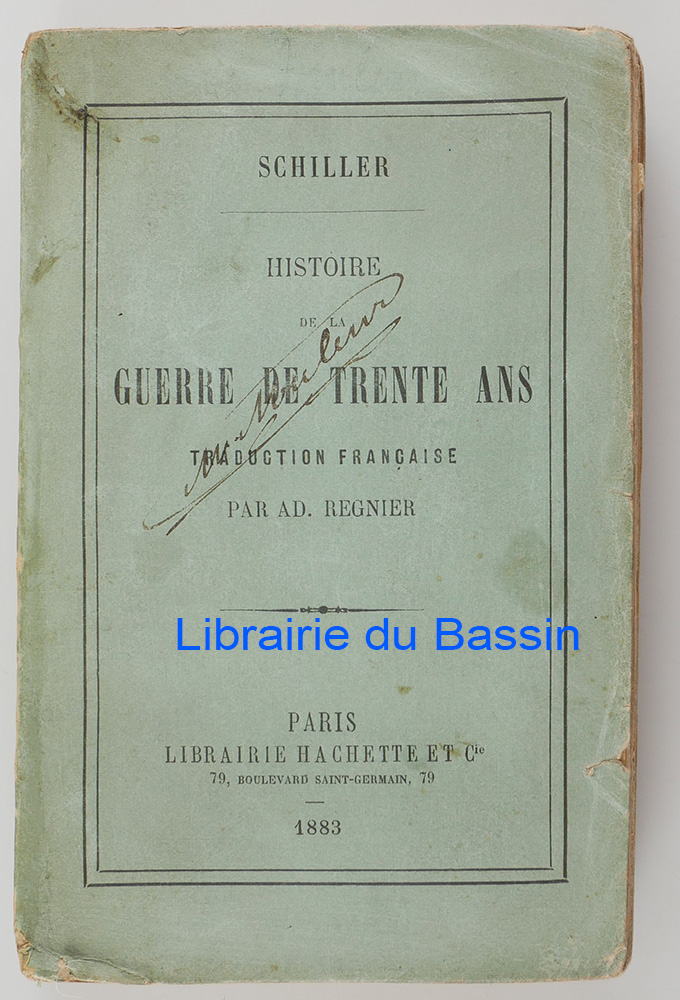 SCHILLER
HISTOIRE
DE LA
GUERRE DE TRENTE ANS
TRADUCTION FRANÇAISE
PAR AD. REGNIER
Librairie du Bassin
PARIS
LIBRAIRIE HACHETTE ET Cie
79, BOULEVARD SAINT-GERMAIN, 79
1883